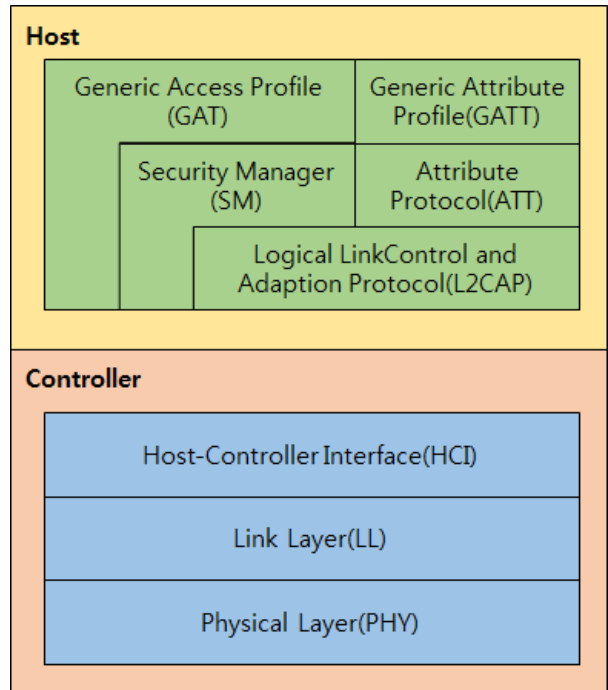 Host
Generic Access Profile
(GAT)
Generic Attribute
Profile(GATT)
Security Manager
(SM)
Attribute
Protocol(ATT)
Logical LinkControl and
Adaption Protocol(L2CAP)
Controller
Host-Controller Interface(HCI)
Link Layer(LL)
Physical Layer(PHY)